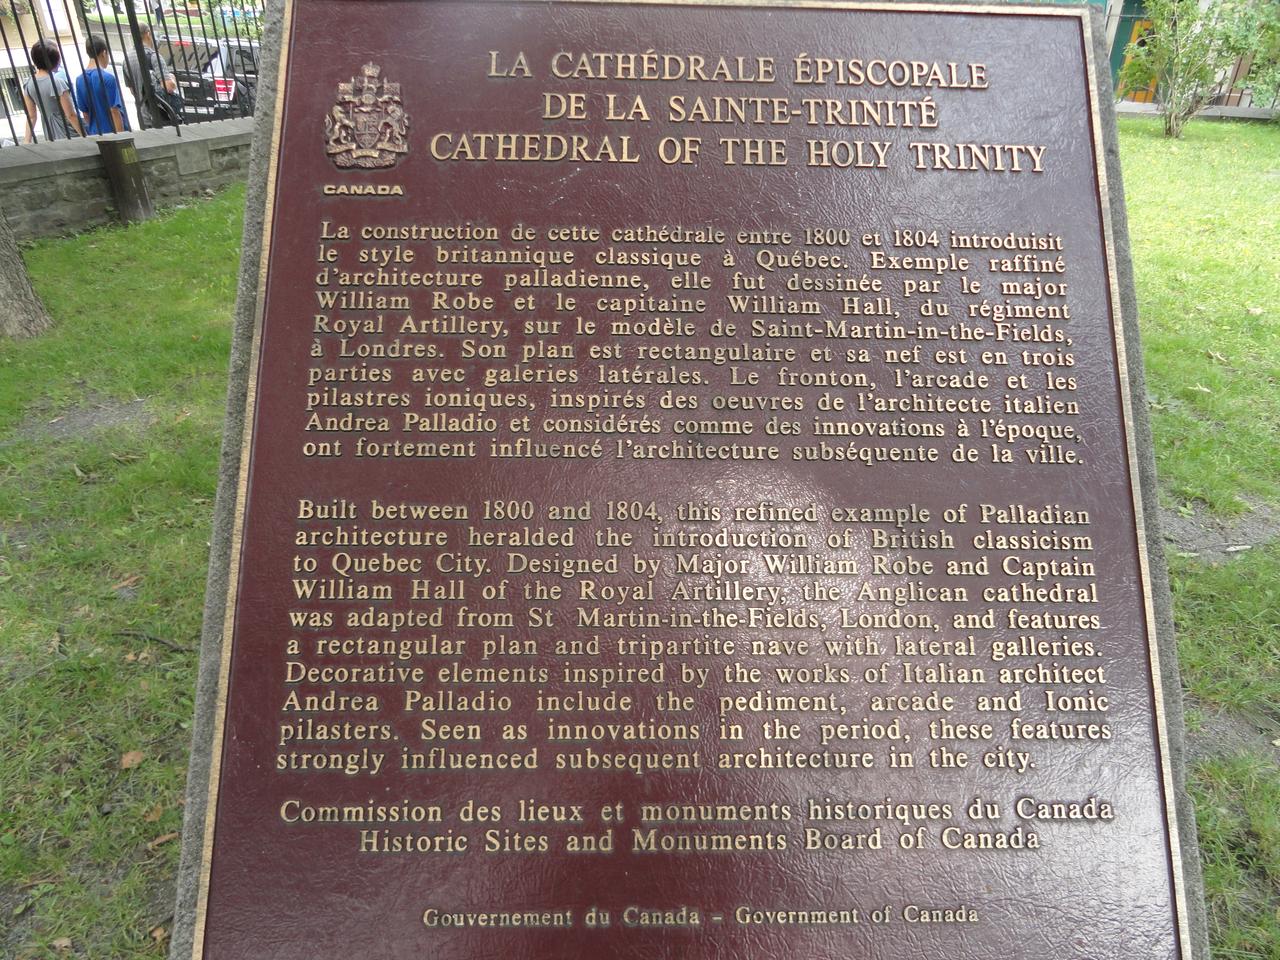 LA CATHÉDRALE ÉPISCOPALE
DE LA SAINTE-TRINITÉ
CATHEDRAL OF THE HOLY TRINITY
CANADA
La construction de cette cathédrale entre 1800 et 1804 introduisit
le style britannique classique à Québec. Exemple raffiné
d'architecture palladienne, elle fut dessinée par le major
William Robe et le capitaine William Hall, du régiment
Royal Artillery, sur le modèle de Saint-Martin-in-the-Fields,
à Londres. Son plan est rectangulaire et sa nef est en trois
parties avec galeries latérales. Le fronton, l'arcade et les
pilastres ioniques, inspirés des oeuvres de l'architecte italien
Andrea Palladio et considérés comme des innovations à l'époque,
ont fortement influencé l'architecture subséquente de la ville.
Built between 1800 and 1804, this refined example of Palladian
architecture heralded the introduction of British classicism
to Quebec City. Designed by Major William Robe and Captain
William Hall of the Royal Artillery, the Anglican cathedral
was adapted from St Martin-in-the-Fields, London, and features
a rectangular plan and tripartite nave with lateral galleries.
Decorative elements inspired by the works of Italian architect
Andrea Palladio include the pediment, arcade and Ionic
pilasters. Seen as innovations in the period, these features
strongly influenced subsequent architecture in the city.
Commission des lieux et monuments historiques du Canada
Historic Sites and Monuments Board of Canada
Gouvernement du Canada – Government of Canada